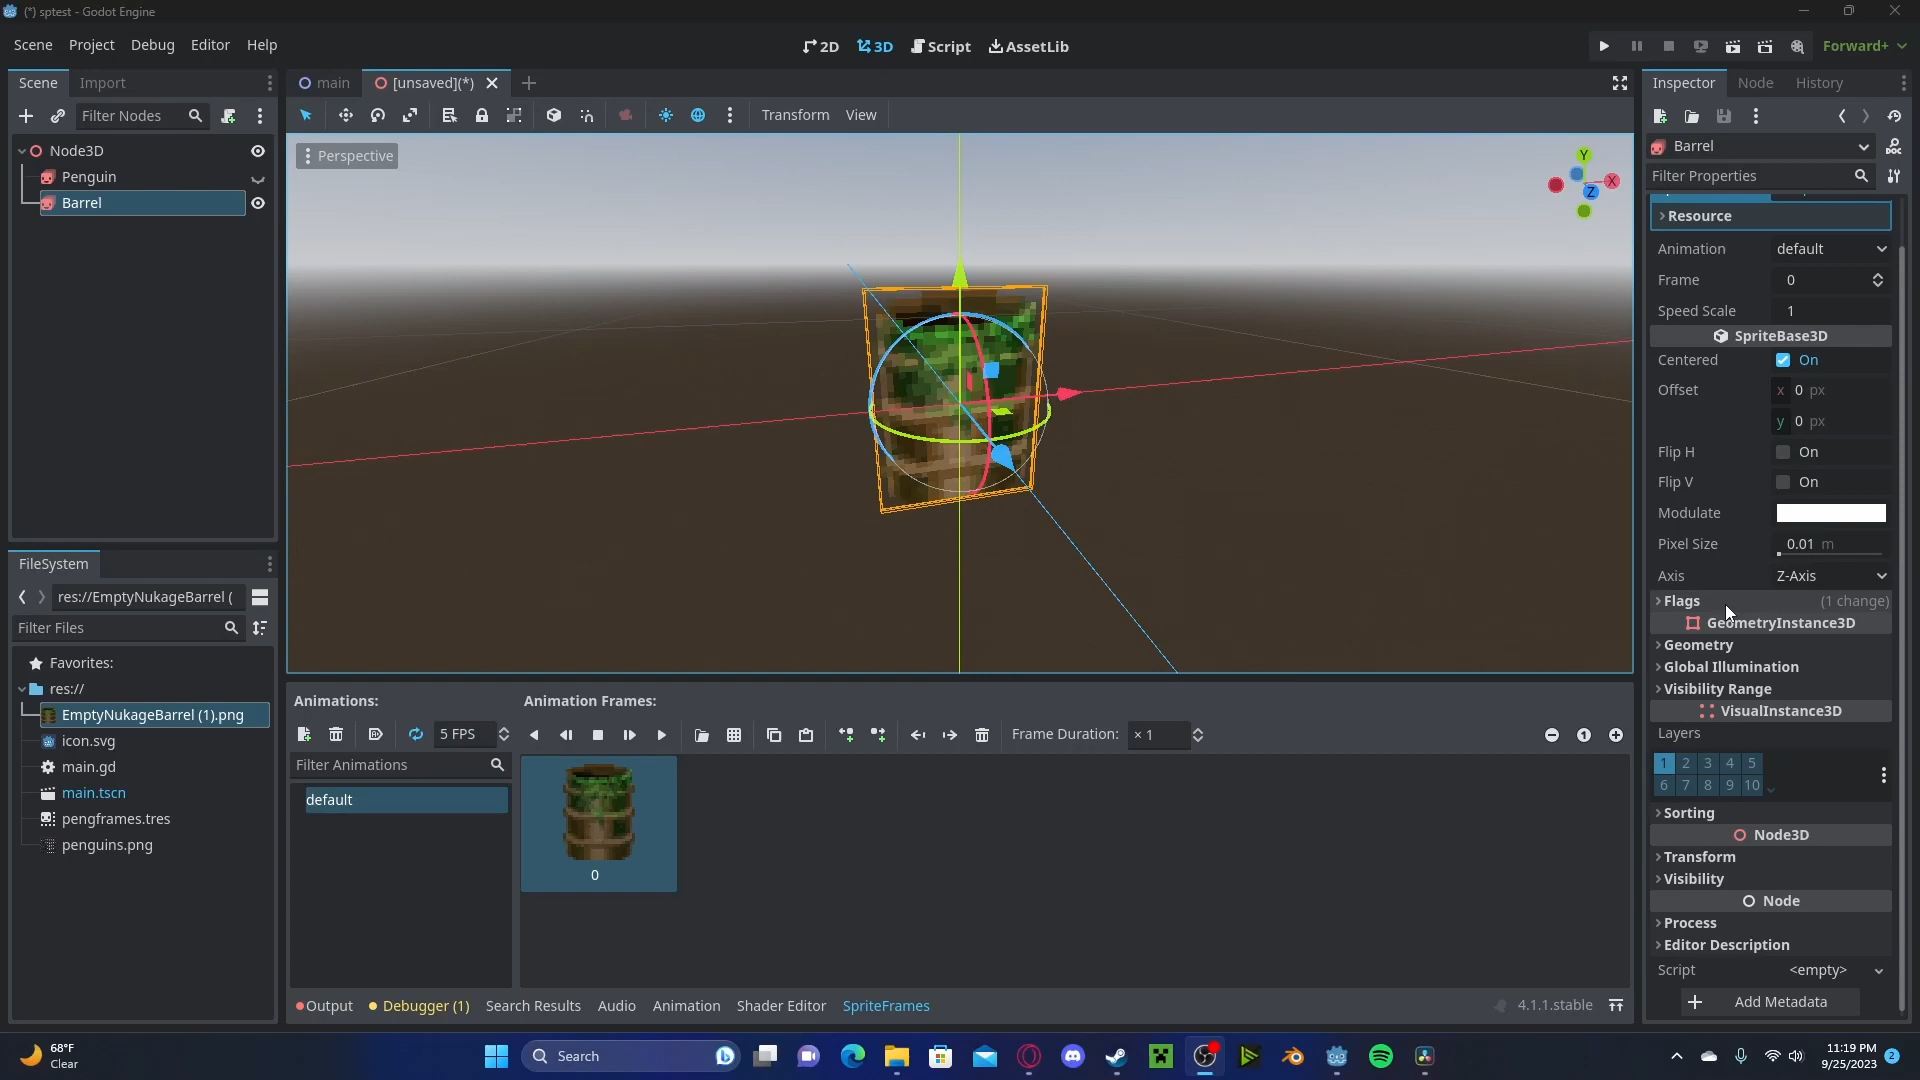 (*) sptest - Godot Engine
Scene Project Debug Editor Help
2D 3D Script AssetLib
Forward+
Scene Import
main [unsaved](*)
Inspector Node History
Filter Nodes
Transform View
Node3D
Penguin
Barrel
Perspective
Y
X
Z
Barrel
Filter Properties
Resource
Animation default
Frame 0
Speed Scale 1
SpriteBase3D
Centered On
Offset x 0 px
y 0 px
Flip H On
Flip V On
Modulate
Pixel Size 0.01 m
Axis Z-Axis
Flags (1 change)
GeometryInstance3D
Geometry
Global Illumination
Visibility Range
VisualInstance3D
Layers
1 2 3 4 5
6 7 8 9 10
Sorting
Node3D
Transform
Visibility
Node
Process
Editor Description
Script <empty>
Add Metadata
FileSystem
res://EmptyNukageBarrel (
Filter Files
Favorites:
res://
EmptyNukageBarrel (1).png
icon.svg
main.gd
main.tscn
pengframes.tres
penguins.png
Animations: Animation Frames:
5 FPS
Frame Duration: × 1
1
Filter Animations
default
0
Output Debugger (1) Search Results Audio Animation Shader Editor SpriteFrames
4.1.1.stable
68°F
Clear
Search
11:19 PM
9/25/2023
2